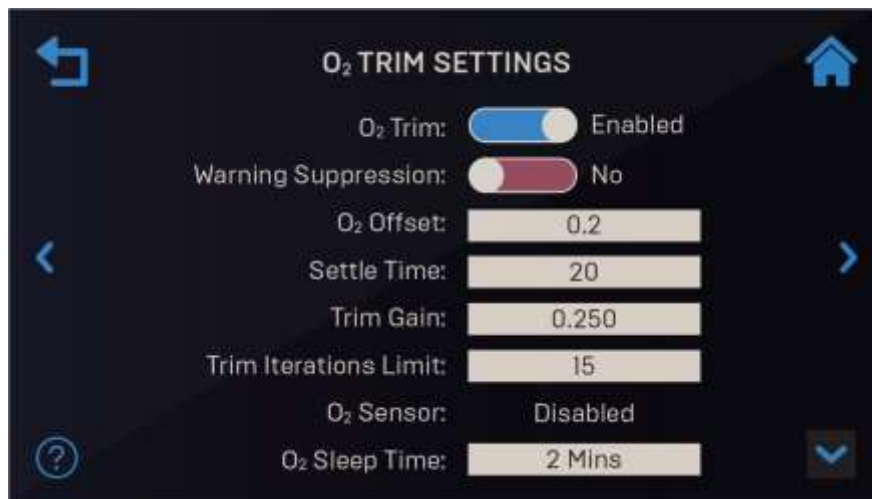 O₂ TRIM SETTINGS
O₂ Trim: Enabled
Warning Suppression: No
O₂ Offset: 0.2
Settle Time: 20
Trim Gain: 0.250
Trim Iterations Limit: 15
O₂ Sensor: Disabled
? O₂ Sleep Time: 2 Mins